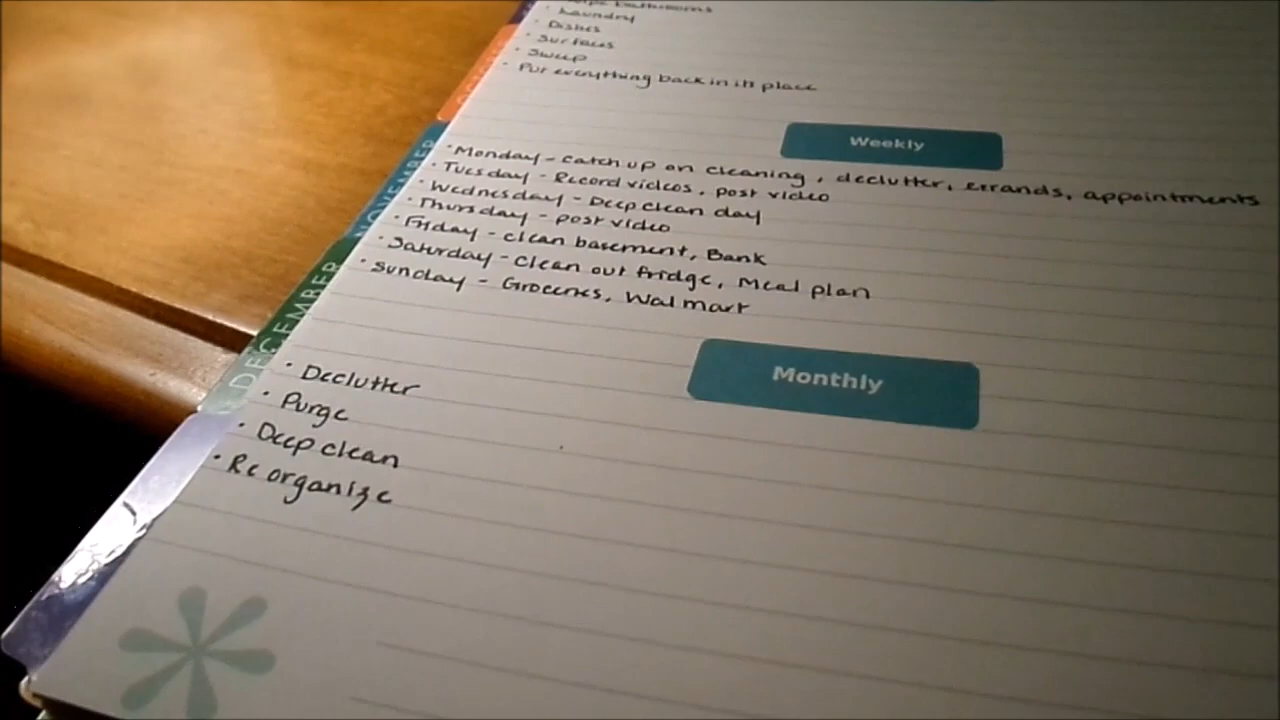 bathrooms
Laundry
Dishes
Surfaces
Sweep
Put everything back in its place
Weekly
Monday - catch up on cleaning, declutter, errands, appointments
Tuesday - Record videos, post video
Wednesday - Deep clean day
Thursday - post video
Friday - clean basement, Bank
Saturday - clean out fridge, Meal plan
Sunday - Groceries, Walmart
Monthly
Declutter
Purge
Deep clean
Re organize
NOVEMBER
DECEMBER